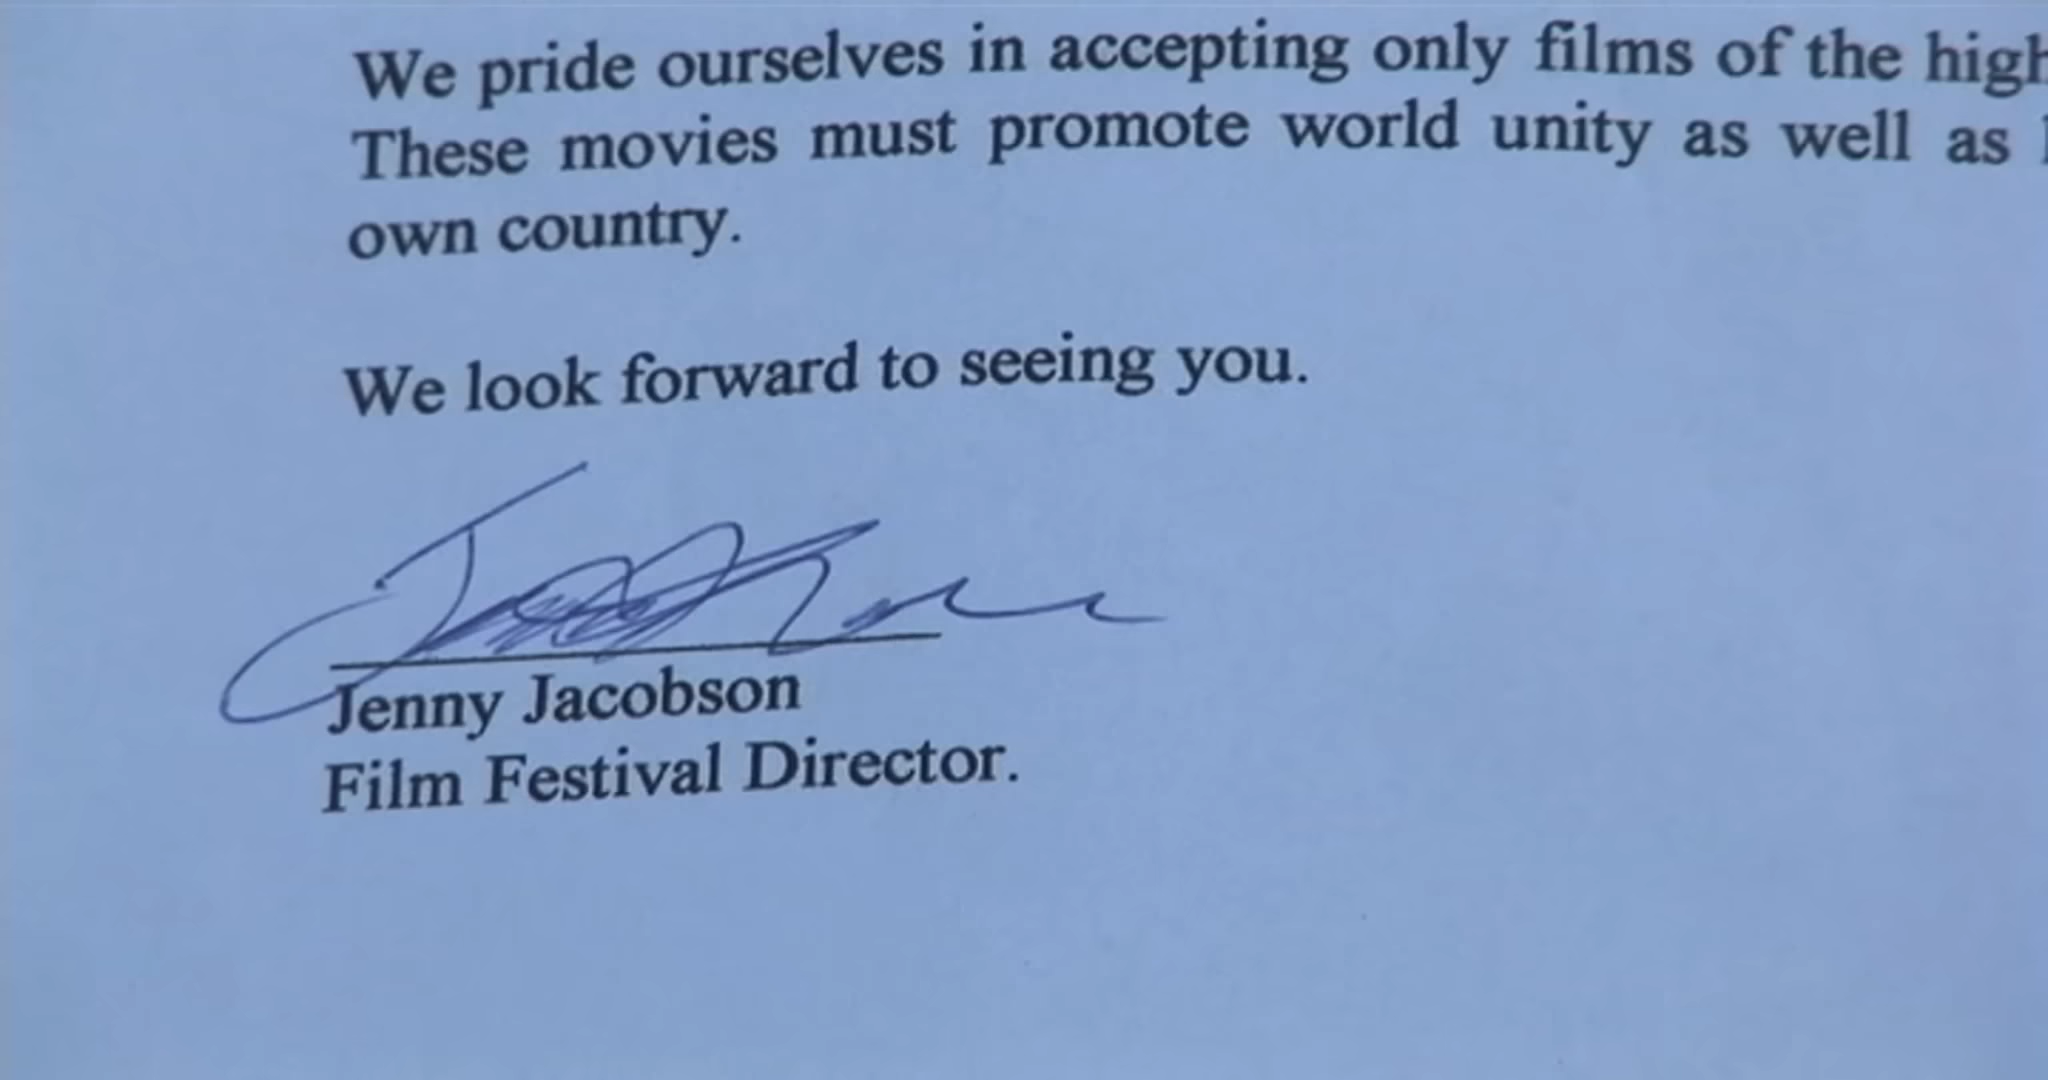 We pride ourselves in accepting only films of the
These movies must promote world unity as well as
own country.
We look forward to seeing you.
Jenny Jacobson
Film Festival Director.